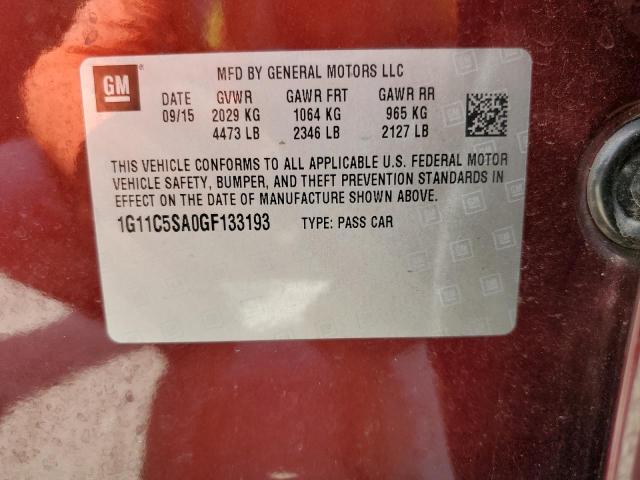 GM
MFD BY GENERAL MOTORS LLC
DATE GVWR GAWR FRT GAWR RR
09/15 2029 KG 1064 KG 965 KG
4473 LB 2346 LB 2127 LB
THIS VEHICLE CONFORMS TO ALL APPLICABLE U.S. FEDERAL MOTOR
VEHICLE SAFETY, BUMPER, AND THEFT PREVENTION STANDARDS IN
EFFECT ON THE DATE OF MANUFACTURE SHOWN ABOVE.
1G11C5SA0GF133193 TYPE: PASS CAR